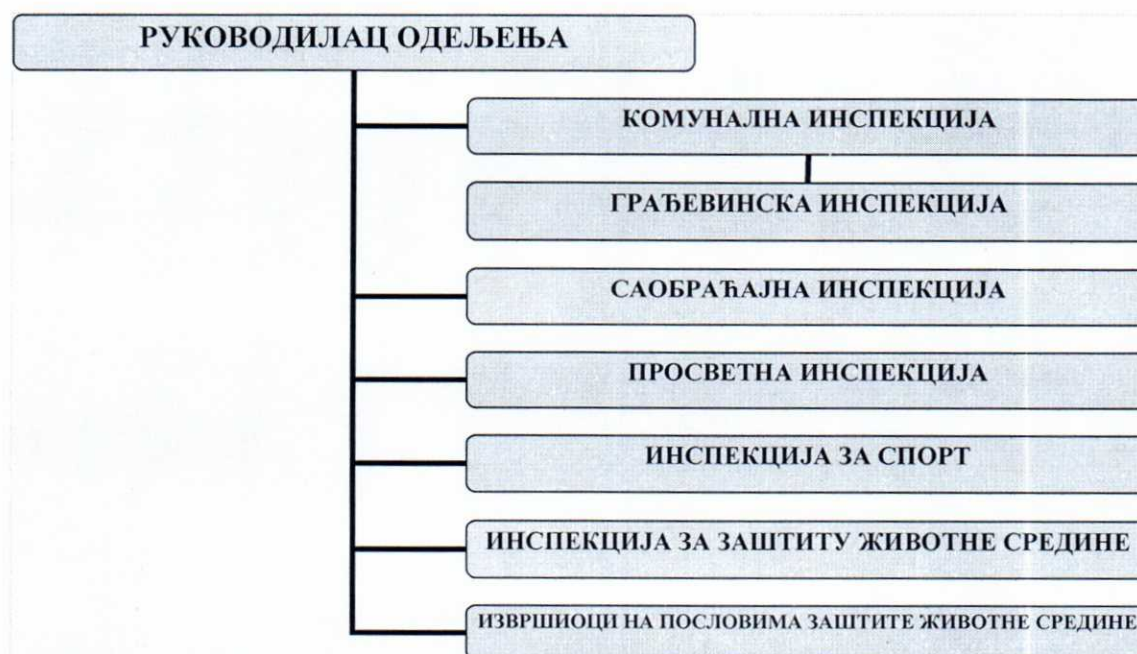 РУКОВОДИЛАЦ ОДЕЉЕЊА
КОМУНАЛНА ИНСПЕКЦИЈА
ГРАЂЕВИНСКА ИНСПЕКЦИЈА
САОБРАЋАЈНА ИНСПЕКЦИЈА
ПРОСВЕТНА ИНСПЕКЦИЈА
ИНСПЕКЦИЈА ЗА СПОРТ
ИНСПЕКЦИЈА ЗА ЗАШТИТУ ЖИВОТНЕ СРЕДИНЕ
ИЗВРШИОЦИ НА ПОСЛОВИМА ЗАШТИТЕ ЖИВОТНЕ СРЕДИНЕ